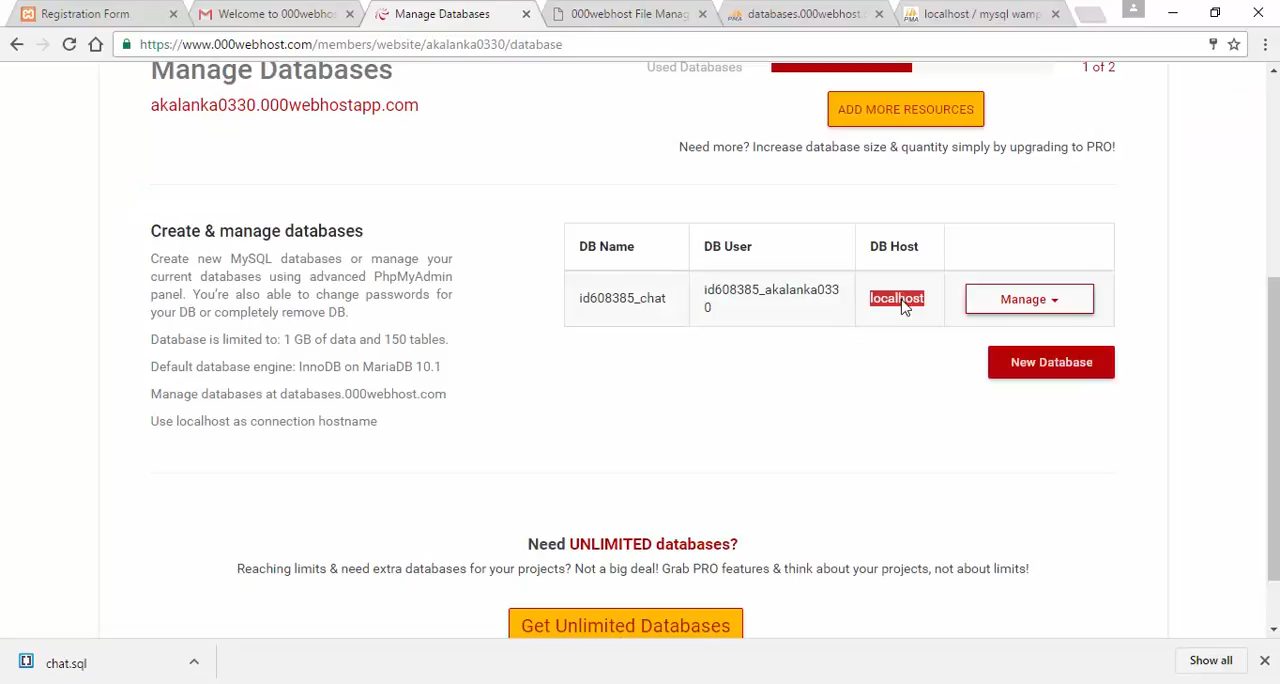 Registration Form
Welcome to 000webhos
Manage Databases
000webhost File Manag
databases.000webhost
localhost / mysql wamp
https://www.000webhost.com/members/website/akalanka0330/database
Manage Databases
akalanka0330.000webhostapp.com
Used Databases
1 of 2
ADD MORE RESOURCES
Need more? Increase database size & quantity simply by upgrading to PRO!
Create & manage databases
Create new MySQL databases or manage your
current databases using advanced PhpMyAdmin
panel. You're also able to change passwords for
your DB or completely remove DB.
Database is limited to: 1 GB of data and 150 tables.
Default database engine: InnoDB on MariaDB 10.1
Manage databases at databases.000webhost.com
Use localhost as connection hostname
DB Name
DB User
DB Host
id608385_chat
id608385_akalanka033
0
localhost
Manage
New Database
Need UNLIMITED databases?
Reaching limits & need extra databases for your projects? Not a big deal! Grab PRO features & think about your projects, not about limits!
Get Unlimited Databases
chat.sql
Show all